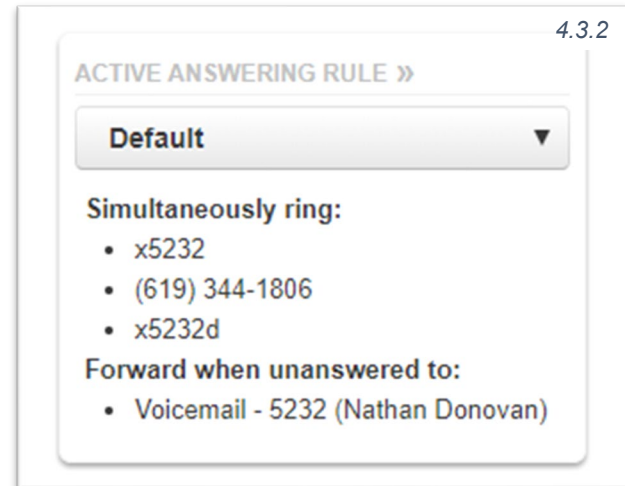 4.3.2
ACTIVE ANSWERING RULE »
Default ▼
Simultaneously ring:
• x5232
• (619) 344-1806
• x5232d
Forward when unanswered to:
• Voicemail - 5232 (Nathan Donovan)